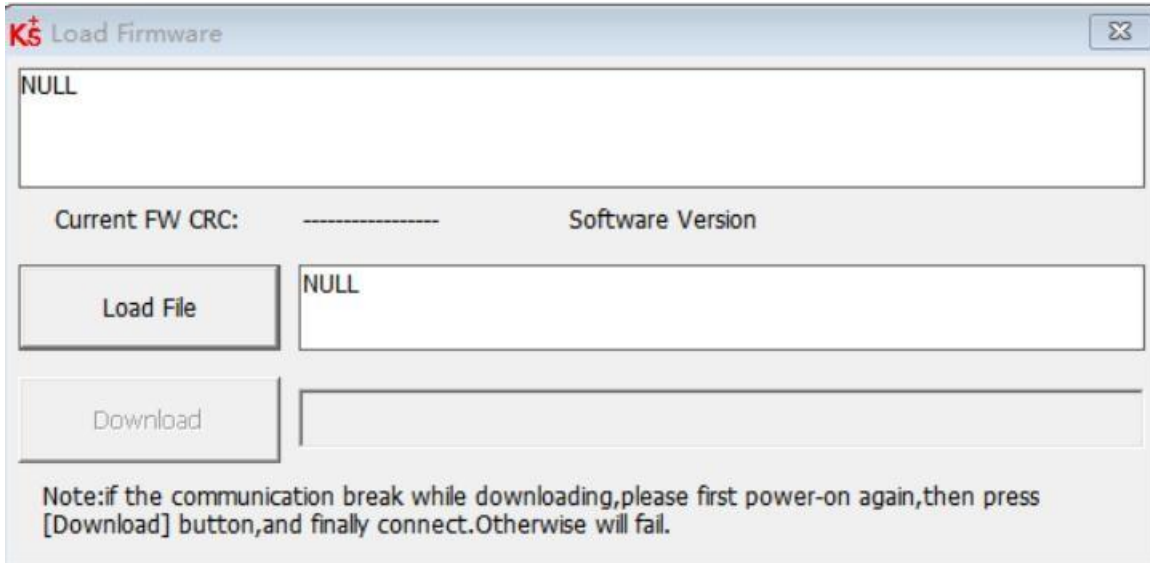 K+S Load Firmware
NULL
Current FW CRC: ----------------- Software Version
Load File NULL
Download
Note:if the communication break while downloading,please first power-on again,then press
[Download] button,and finally connect.Otherwise will fail.